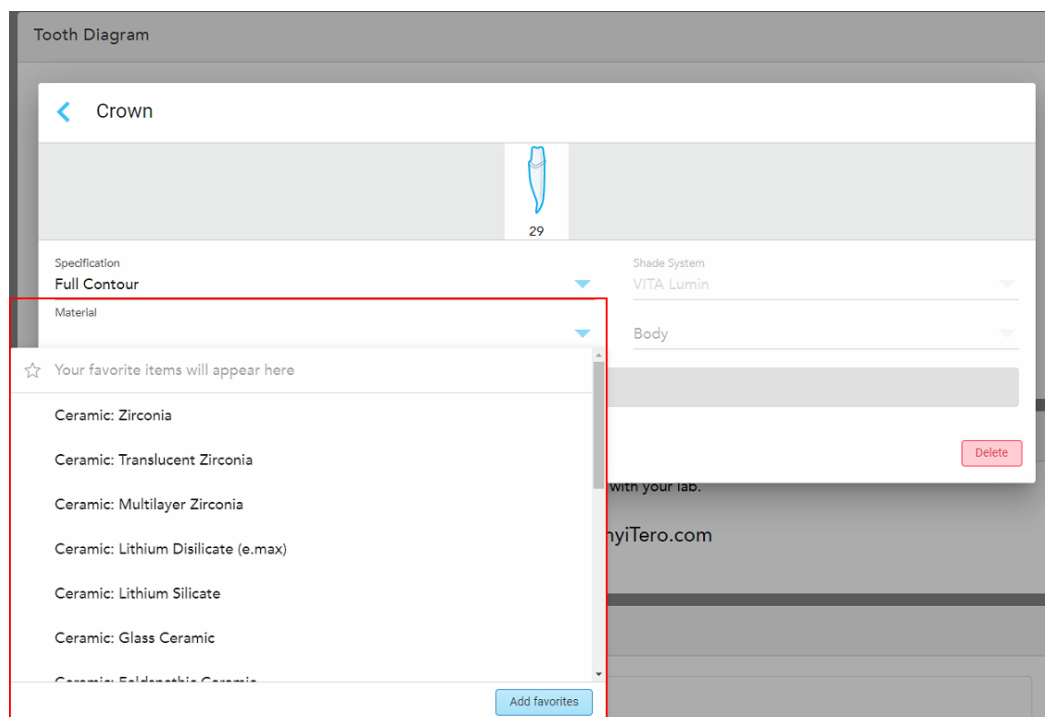 Tooth Diagram
Crown
29
Specification
Full Contour
Shade System
VITA Lumin
Material
Body
Your favorite items will appear here
Ceramic: Zirconia
Ceramic: Translucent Zirconia
Ceramic: Multilayer Zirconia
Ceramic: Lithium Disilicate (e.max)
Ceramic: Lithium Silicate
Ceramic: Glass Ceramic
Delete
with your lab.
nyiTero.com
Add favorites